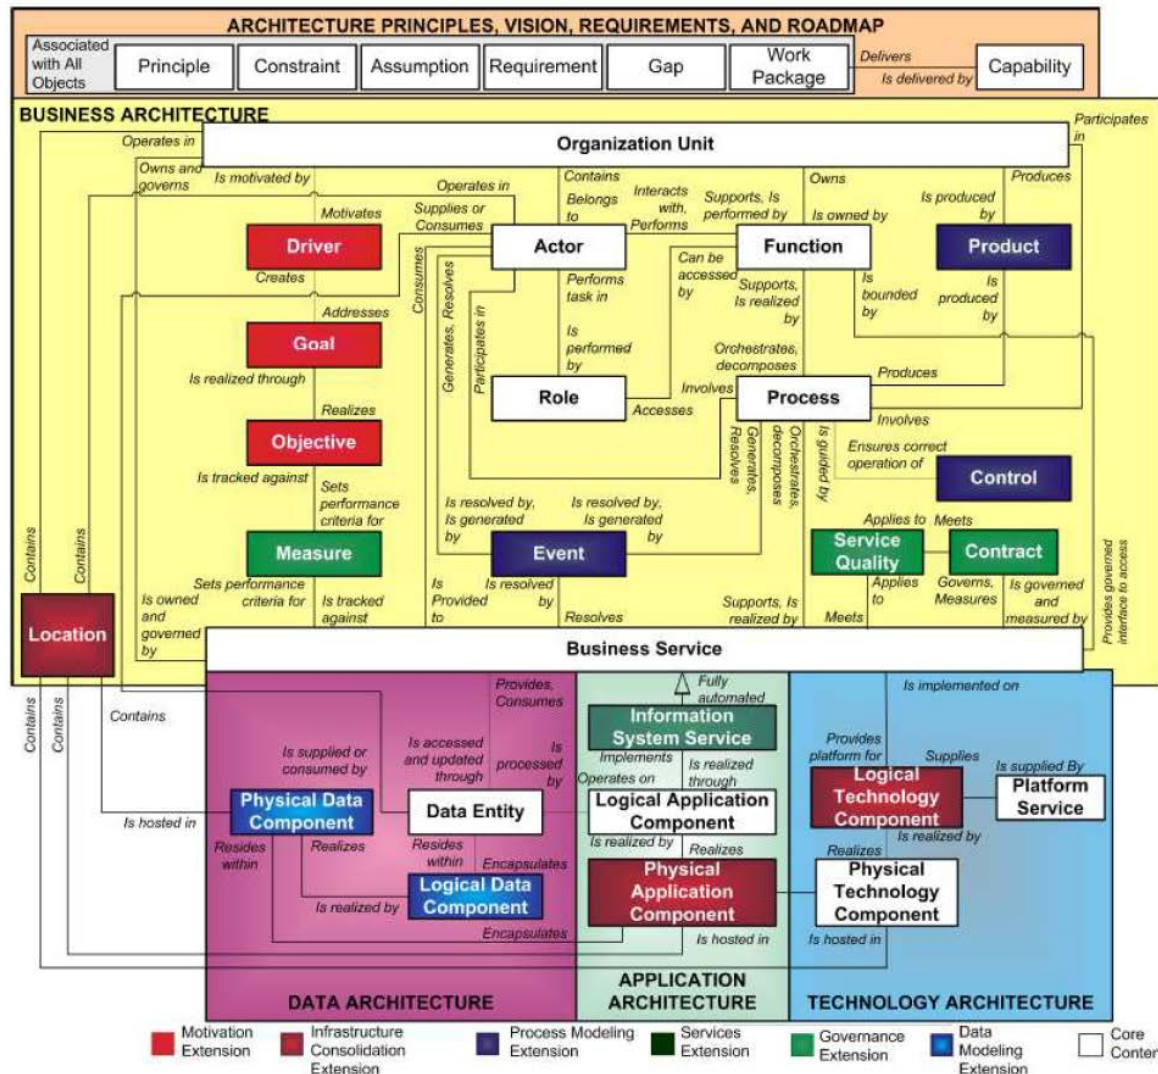 ARCHITECTURE PRINCIPLES, VISION, REQUIREMENTS, AND ROADMAP
Associated
with All
Objects
Principle
Constraint
Assumption
Requirement
Gap
Work
Package
Delivers
Is delivered by
Capability
BUSINESS ARCHITECTURE
Participates
in
Operates in
Organization Unit
Owns and
governs
Is motivated by
Operates in
Contains
Belongs
to
Interacts
with,
Performs
Supports, Is
performed by
Owns
Is owned by
Produces
Is produced
by
Motivates
Supplies or
Consumes
Driver
Actor
Function
Product
Creates
Consumes
Generates, Resolves
Participates in
Performs
task in
Can be
accessed
by
Supports,
Is realized
by
Is
bounded
by
Is
produced
by
Addresses
Goal
Is realized through
Is
performed
by
Orchestrates,
decomposes
Realizes
Role
Accesses
Involves
Process
Produces
Involves
Objective
Is tracked against
Generates,
Resolves
Orchestrates,
decomposes
Is guided by
Ensures correct
operation of
Control
Sets
performance
criteria for
Is resolved by,
Is generated
by
Is resolved by,
Is generated
by
Measure
Event
Applies to
Meets
Service
Quality
Contract
Contains
Contains
Sets performance
criteria for
Is tracked
against
Is
Provided
to
Is resolved
by
Resolves
Supports, Is
realized by
Meets
Applies
to
Governs,
Measures
Is governed
and
measured by
Provides governed
interface to access
Location
Is owned
and
governed
by
Business Service
Contains
Contains
Contains
Provides,
Consumes
Fully
automated
Is implemented on
Information
System Service
Is supplied or
consumed by
Is accessed
and updated
through
Is
processed
by
Implements
Is realized
through
Operates on
Provides
platform for
Supplies
Is supplied By
Is hosted in
Physical Data
Component
Data Entity
Logical Application
Component
Logical
Technology
Component
Platform
Service
Resides
within
Realizes
Resides
within
Encapsulates
Is realized by
Realizes
Is realized by
Realizes
Is realized by
Logical Data
Component
Physical
Application
Component
Physical
Technology
Component
Encapsulates
Is hosted in
Is hosted in
DATA ARCHITECTURE
APPLICATION
ARCHITECTURE
TECHNOLOGY ARCHITECTURE
Motivation
Extension
Infrastructure
Consolidation
Extension
Process Modeling
Extension
Services
Extension
Governance
Extension
Data
Modeling
Extension
Core
Content